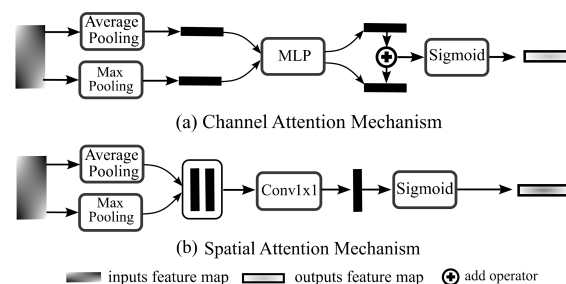 Average
Pooling
Max
Pooling
MLP
Sigmoid
(a) Channel Attention Mechanism
Average
Pooling
Max
Pooling
Conv1x1
Sigmoid
(b) Spatial Attention Mechanism
inputs feature map outputs feature map add operator